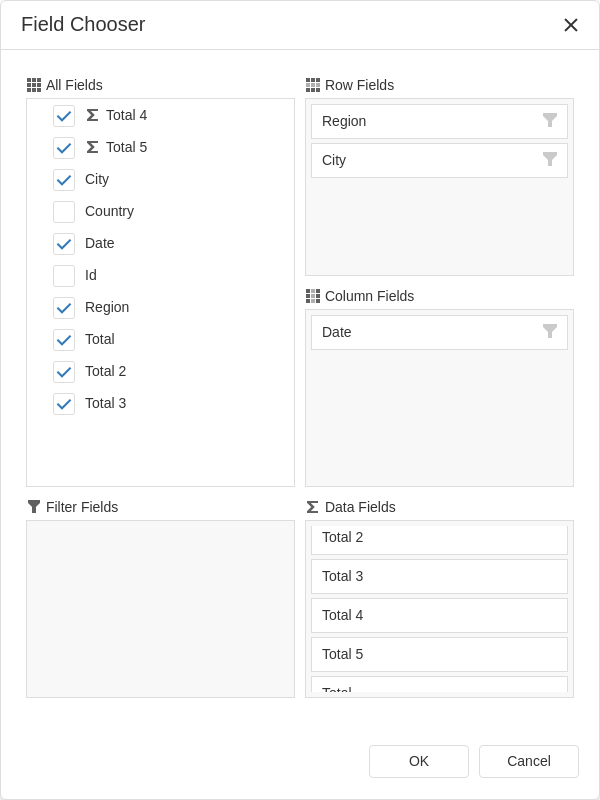 Field Chooser
All Fields
Total 4
Total 5
City
Country
Date
Id
Region
Total
Total 2
Total 3
Row Fields
Region
City
Column Fields
Date
Filter Fields
Data Fields
Total 2
Total 3
Total 4
Total 5
Total
OK
Cancel